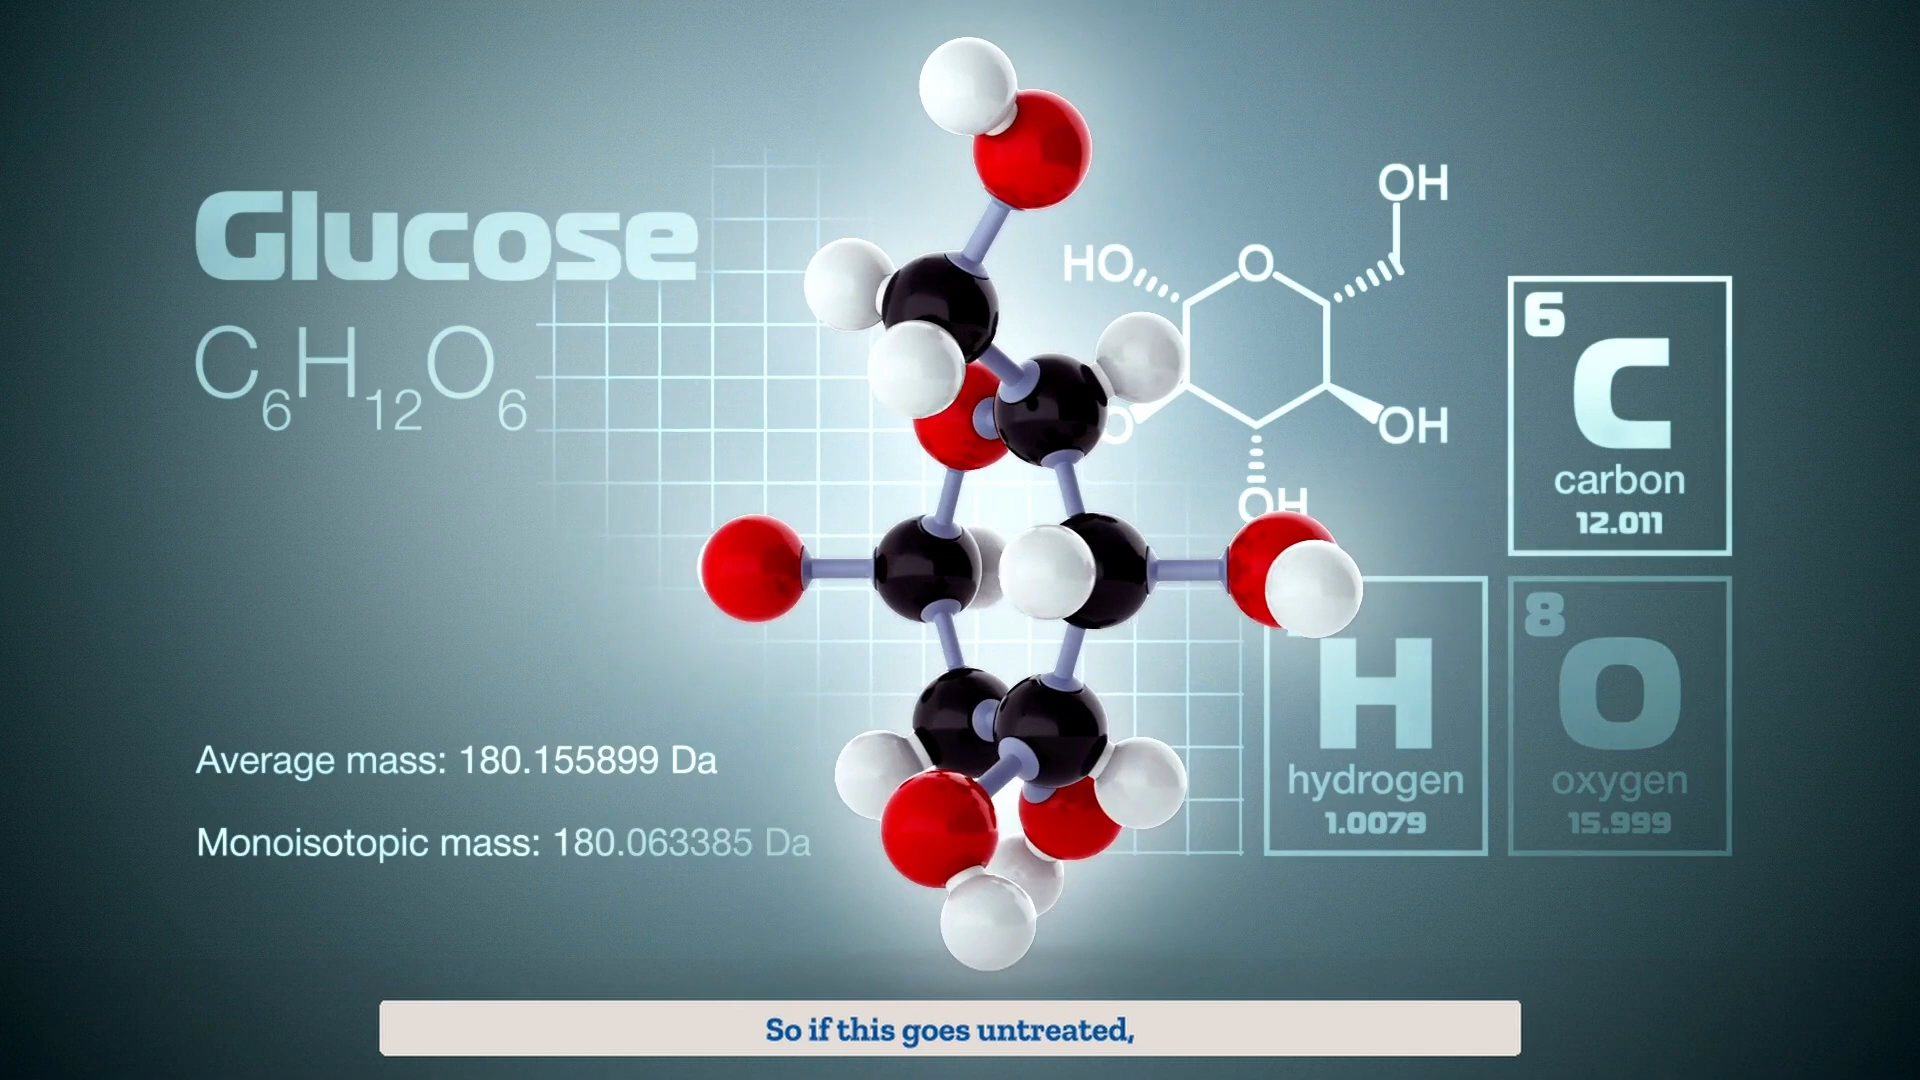 Glucose
C6H12O6
OH
HO
O
O
OH
OH
6
C
carbon
12.011
H
hydrogen
1.0079
8
O
oxygen
15.999
Average mass: 180.155899 Da
Monoisotopic mass: 180.063385 Da
So if this goes untreated,